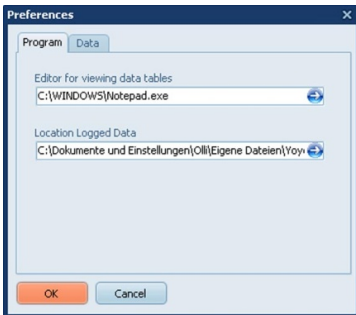 Preferences
Program Data
Editor for viewing data tables
C:\WINDOWS\Notepad.exe
Location Logged Data
C:\Dokumente und Einstellungen\Olli\Eigene Dateien\Yoy
OK Cancel